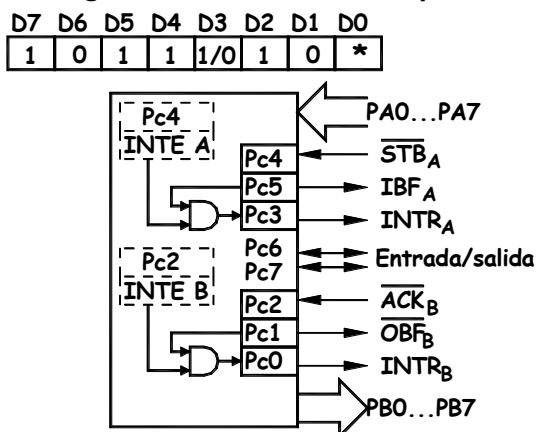 D7 D6 D5 D4 D3 D2 D1 D0
1 0 1 1 1/0 1 0 *
PA0...PA7
Pc4
INTE A
Pc4 STB_A
Pc5 IBF_A
Pc3 INTR_A
Pc6
Pc7
Entrada/salida
Pc2
INTE B
Pc2 ACK_B
Pc1 OBF_B
Pc0 INTR_B
PB0...PB7